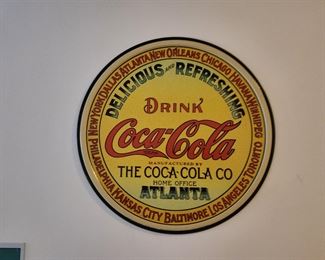 NEW YORK DALLAS ATLANTA NEW ORLEANS CHICAGO HAVANA WINNIPEG
DELICIOUS AND REFRESHING
DRINK
Coca-Cola
MANUFACTURED BY
THE COCA-COLA CO
HOME OFFICE
ATLANTA
PHILADELPHIA KANSAS CITY BALTIMORE LOS ANGELES TORONTO